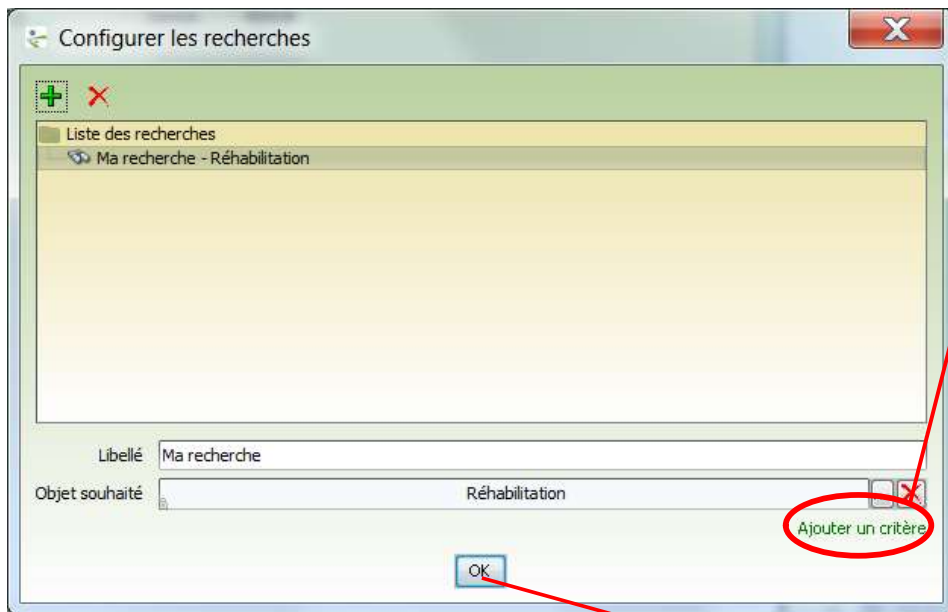 Configurer les recherches
Liste des recherches
Ma recherche - Réhabilitation
Libellé Ma recherche
Objet souhaité Réhabilitation
Ajouter un critère
OK